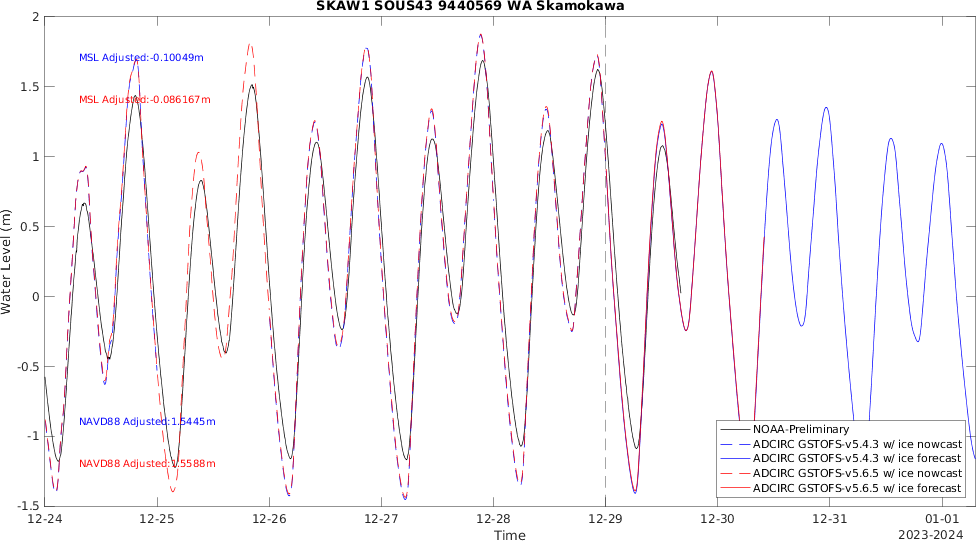 SKAW1 SOUS43 9440569 WA Skamokawa
2
1.5
1
0.5
0
-0.5
-1
-1.5
Water Level (m)
MSL Adjusted:-0.10049m
MSL Adjusted:-0.086167m
NAVD88 Adjusted:1.5445m
NAVD88 Adjusted:1.5588m
NOAA-Preliminary
ADCIRC GSTOFS-v5.4.3 w/ ice nowcast
ADCIRC GSTOFS-v5.4.3 w/ ice forecast
ADCIRC GSTOFS-v5.6.5 w/ ice nowcast
ADCIRC GSTOFS-v5.6.5 w/ ice forecast
12-24 12-25 12-26 12-27 12-28 12-29 12-30 12-31 01-01
Time
2023-2024